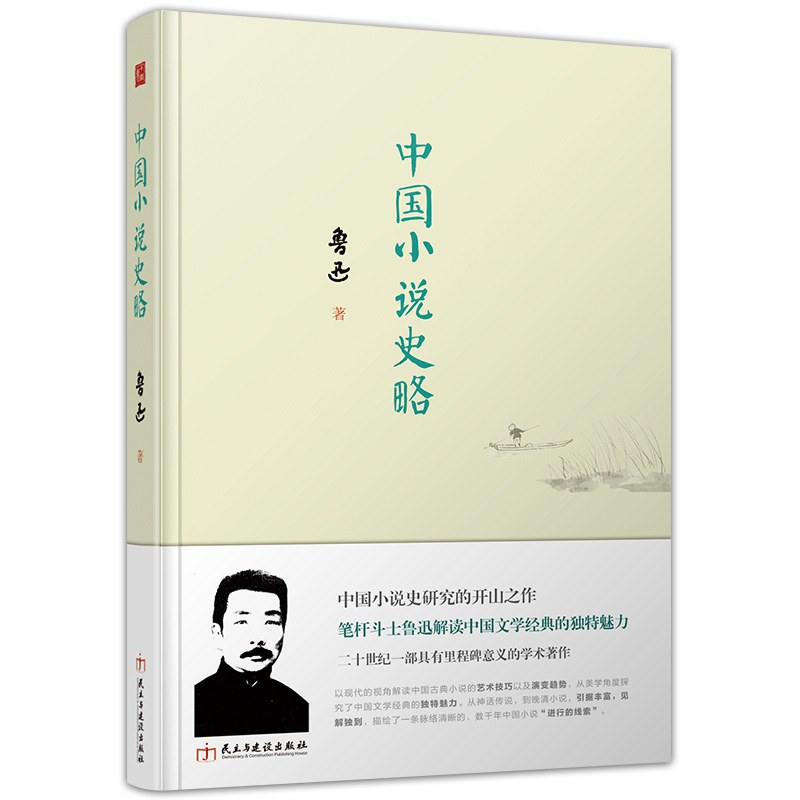 中国小说史略
鲁迅
著
中国小说史略
鲁迅
著
中国小说史研究的开山之作
笔杆斗士鲁迅解读中国文学经典的独特魅力
二十世纪一部具有里程碑意义的学术著作
以现代的视角解读中国古典小说的艺术技巧以及演变趋势，从美学角度探
究了中国文学经典的独特魅力。从神话传说，到晚清小说，引据丰富，见
解独到，描绘了一条脉络清晰的、数千年中国小说“进行的线索”。
民主与建设出版社
民主与建设出版社
Democracy & Construction Publishing House